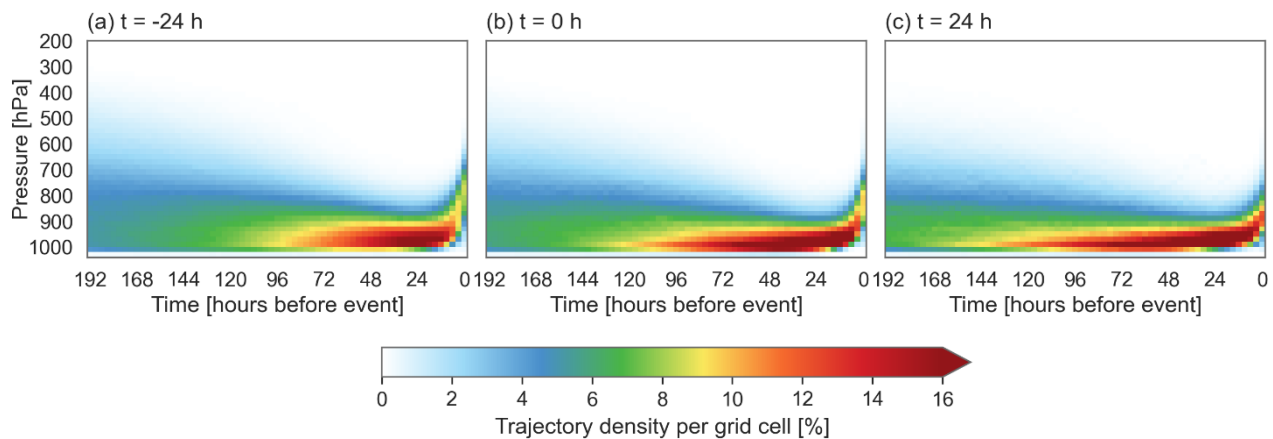 (a) t = -24 h
(b) t = 0 h
(c) t = 24 h
200
300
400
500
600
700
800
900
1000
Pressure [hPa]
192 168 144 120 96 72 48 24 0
192 168 144 120 96 72 48 24 0
192 168 144 120 96 72 48 24 0
Time [hours before event]
Time [hours before event]
Time [hours before event]
0 2 4 6 8 10 12 14 16
Trajectory density per grid cell [%]